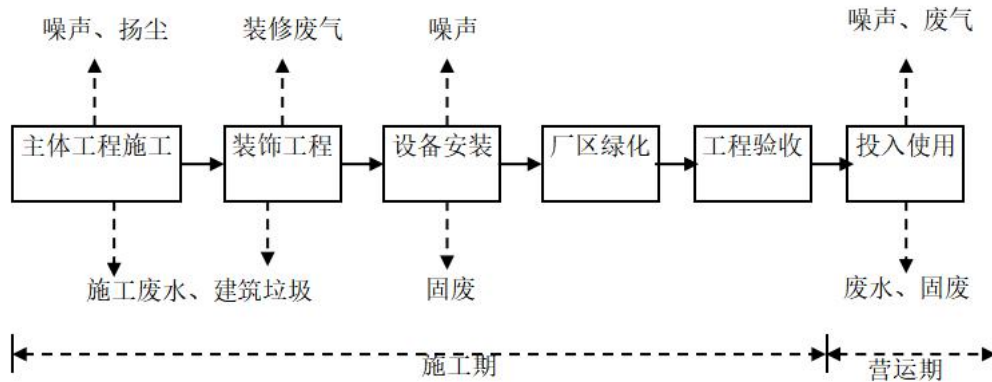 噪声、扬尘
装修废气
噪声
噪声、废气
主体工程施工
装饰工程
设备安装
厂区绿化
工程验收
投入使用
施工废水、建筑垃圾
固废
废水、固废
施工期
营运期